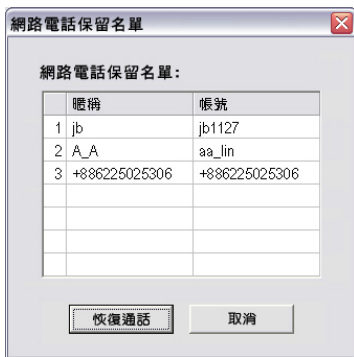 網路電話保留名單
網路電話保留名單:
暱稱 帳號
1 jb jb1127
2 A_A aa_lin
3 +886225025306 +886225025306
恢復通話 取消